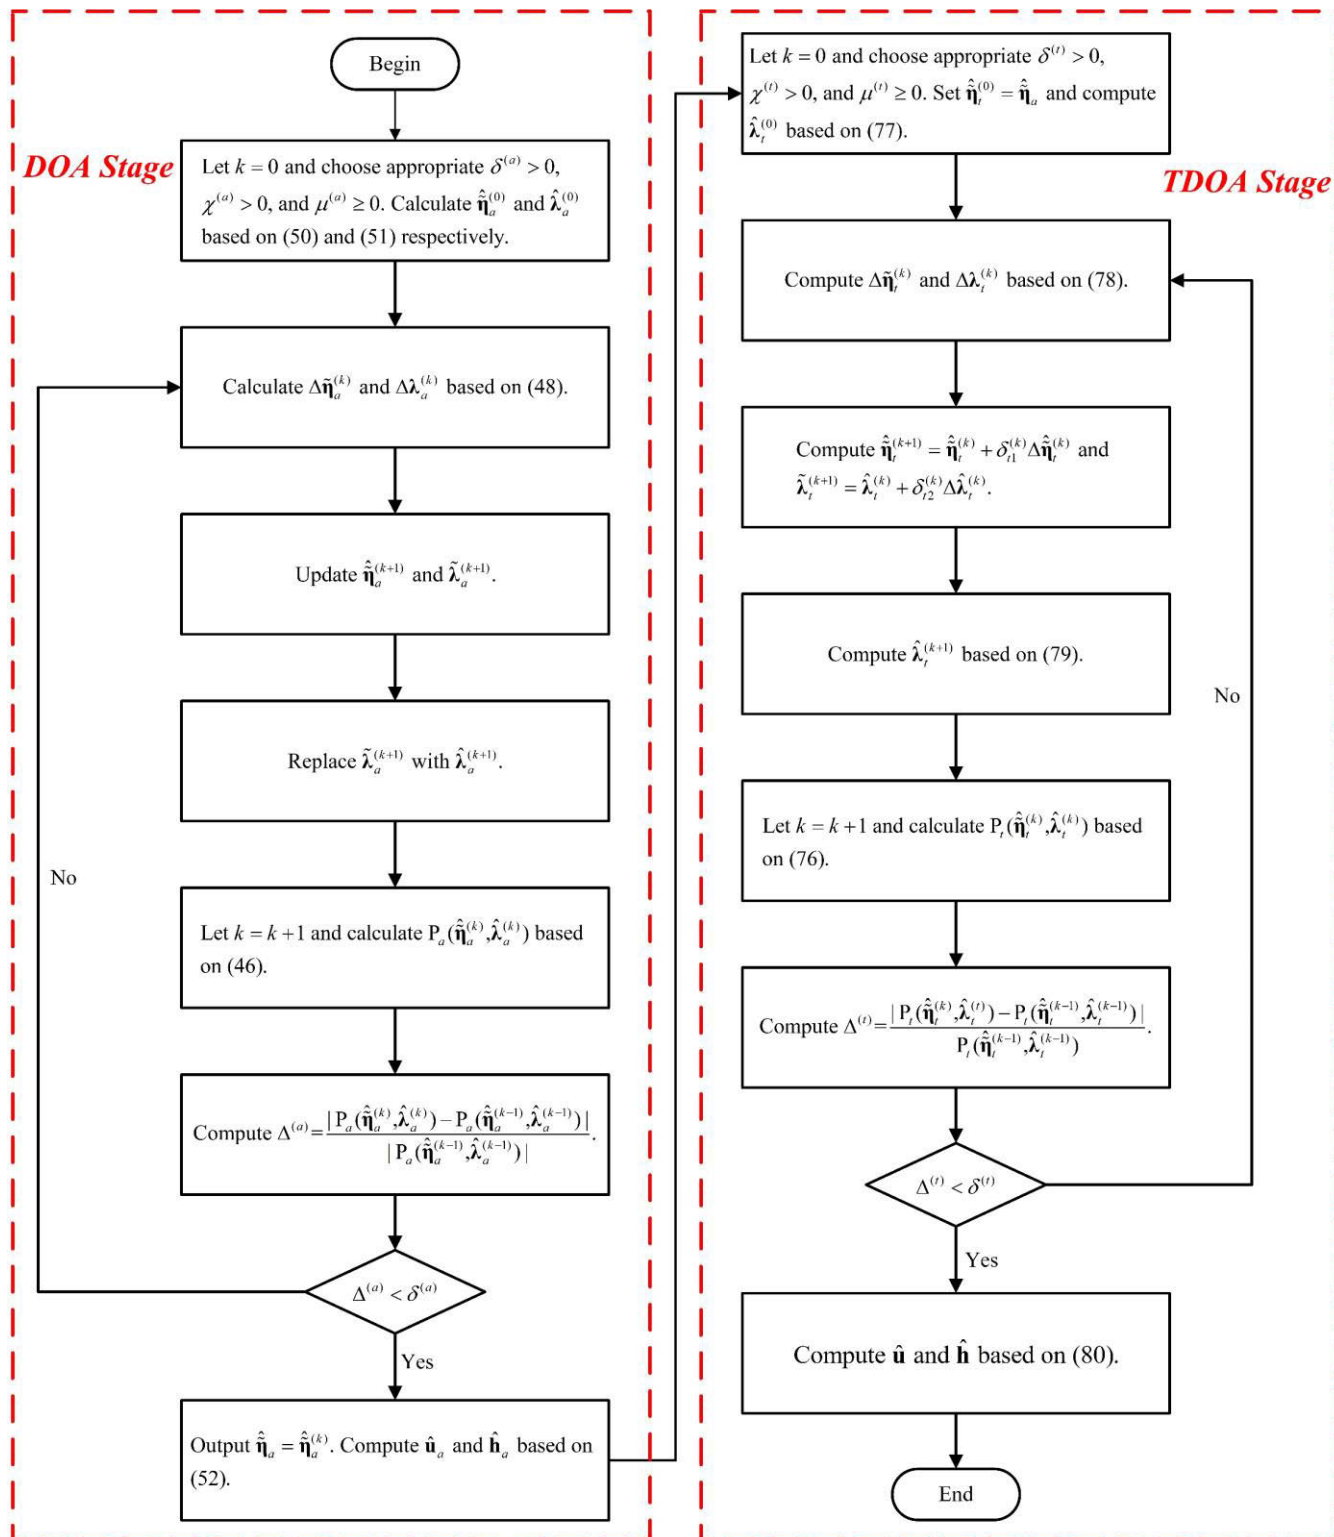 Begin
DOA Stage
Let k = 0 and choose appropriate δ^(a) > 0,
χ^(a) > 0, and μ^(a) ≥ 0. Calculate η̃̂_a^(0) and λ̂_a^(0)
based on (50) and (51) respectively.
Calculate Δη̃_a^(k) and Δλ_a^(k) based on (48).
Update η̃̂_a^(k+1) and λ̃_a^(k+1).
Replace λ̃_a^(k+1) with λ̂_a^(k+1).
No
Let k = k+1 and calculate P_a(η̃̂_a^(k), λ̂_a^(k)) based
on (46).
Compute Δ^(a) = | P_a(η̃̂_a^(k), λ̂_a^(k)) − P_a(η̃̂_a^(k-1), λ̂_a^(k-1)) | / | P_a(η̃̂_a^(k-1), λ̂_a^(k-1)) |.
Δ^(a) < δ^(a)
Yes
Output η̃̂_a = η̃̂_a^(k). Compute û_a and ĥ_a based on
(52).
TDOA Stage
Let k = 0 and choose appropriate δ^(t) > 0,
χ^(t) > 0, and μ^(t) ≥ 0. Set η̃̂_t^(0) = η̃̂_a and compute
λ̂_t^(0) based on (77).
Compute Δη̃_t^(k) and Δλ_t^(k) based on (78).
Compute η̃̂_t^(k+1) = η̃̂_t^(k) + δ_t1^(k) Δη̃̂_t^(k) and
λ̃_t^(k+1) = λ̂_t^(k) + δ_t2^(k) Δλ̂_t^(k).
Compute λ̂_t^(k+1) based on (79).
No
Let k = k+1 and calculate P_t(η̃̂_t^(k), λ̂_t^(k)) based
on (76).
Compute Δ^(t) = | P_t(η̃̂_t^(k), λ̂_t^(t)) − P_t(η̃̂_t^(k-1), λ̂_t^(k-1)) | / P_t(η̃̂_t^(k-1), λ̂_t^(k-1)).
Δ^(t) < δ^(t)
Yes
Compute û and ĥ based on (80).
End